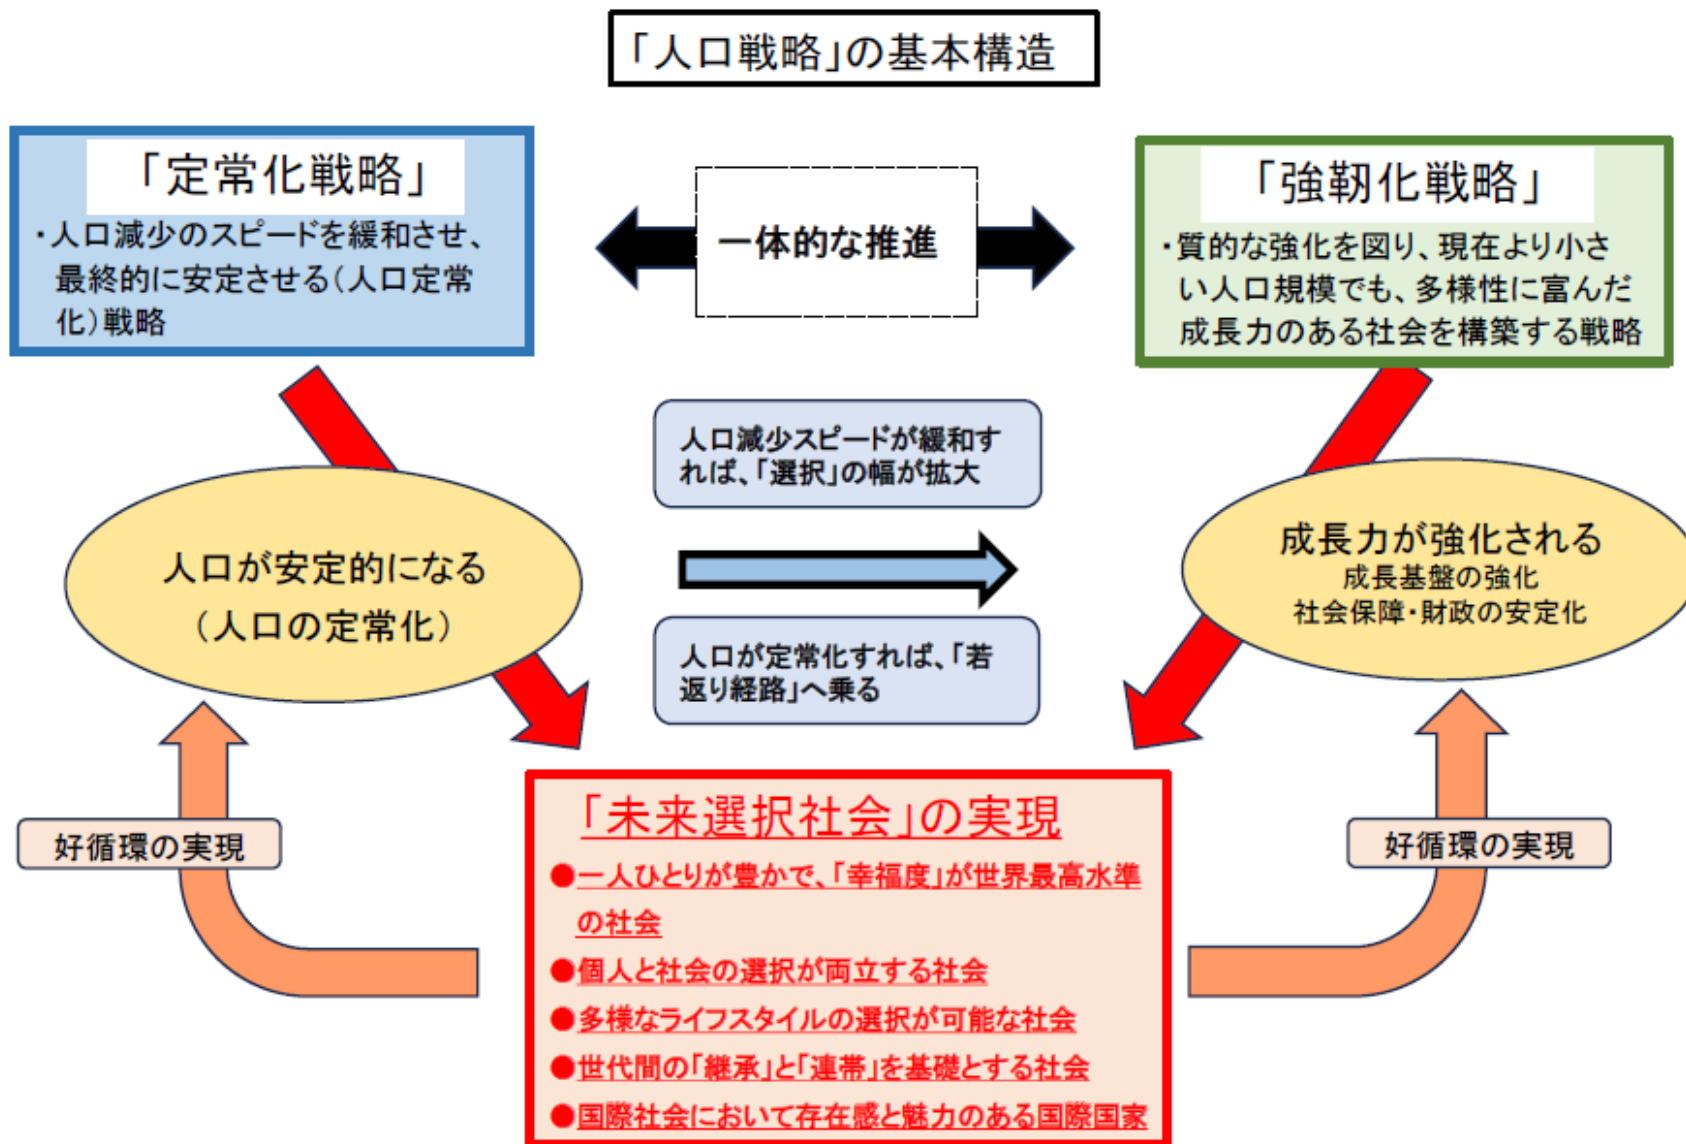 「人口戦略」の基本構造
「定常化戦略」
・人口減少のスピードを緩和させ、
最終的に安定させる（人口定常
化）戦略
一体的な推進
「強靭化戦略」
・質的な強化を図り、現在より小さ
い人口規模でも、多様性に富んだ
成長力のある社会を構築する戦略
人口減少スピードが緩和す
れば、「選択」の幅が拡大
人口が安定的になる
（人口の定常化）
成長力が強化される
成長基盤の強化
社会保障・財政の安定化
人口が定常化すれば、「若
返り経路」へ乗る
好循環の実現
「未来選択社会」の実現
●一人ひとりが豊かで、「幸福度」が世界最高水準
の社会
●個人と社会の選択が両立する社会
●多様なライフスタイルの選択が可能な社会
●世代間の「継承」と「連帯」を基礎とする社会
●国際社会において存在感と魅力のある国際国家
好循環の実現